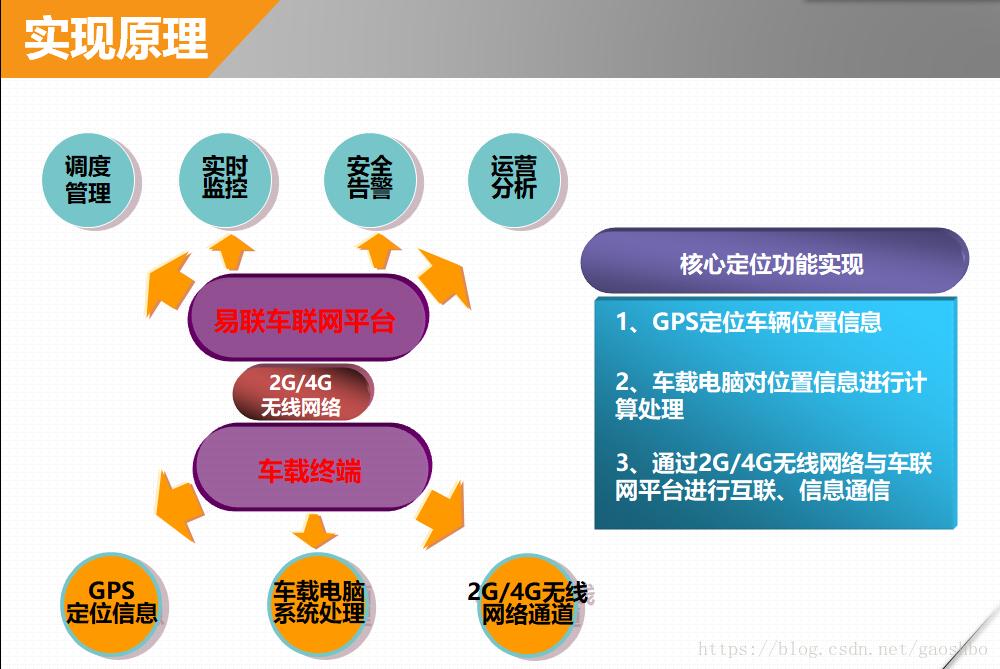 实现原理
调度
管理
实时
监控
安全
告警
运营
分析
易联车联网平台
2G/4G
无线网络
车载终端
GPS
定位信息
车载电脑
系统处理
2G/4G无线
网络通道
核心定位功能实现
1、GPS定位车辆位置信息
2、车载电脑对位置信息进行计
算处理
3、通过2G/4G无线网络与车联
网平台进行互联、信息通信
https://blog.csdn.net/gaoshbo